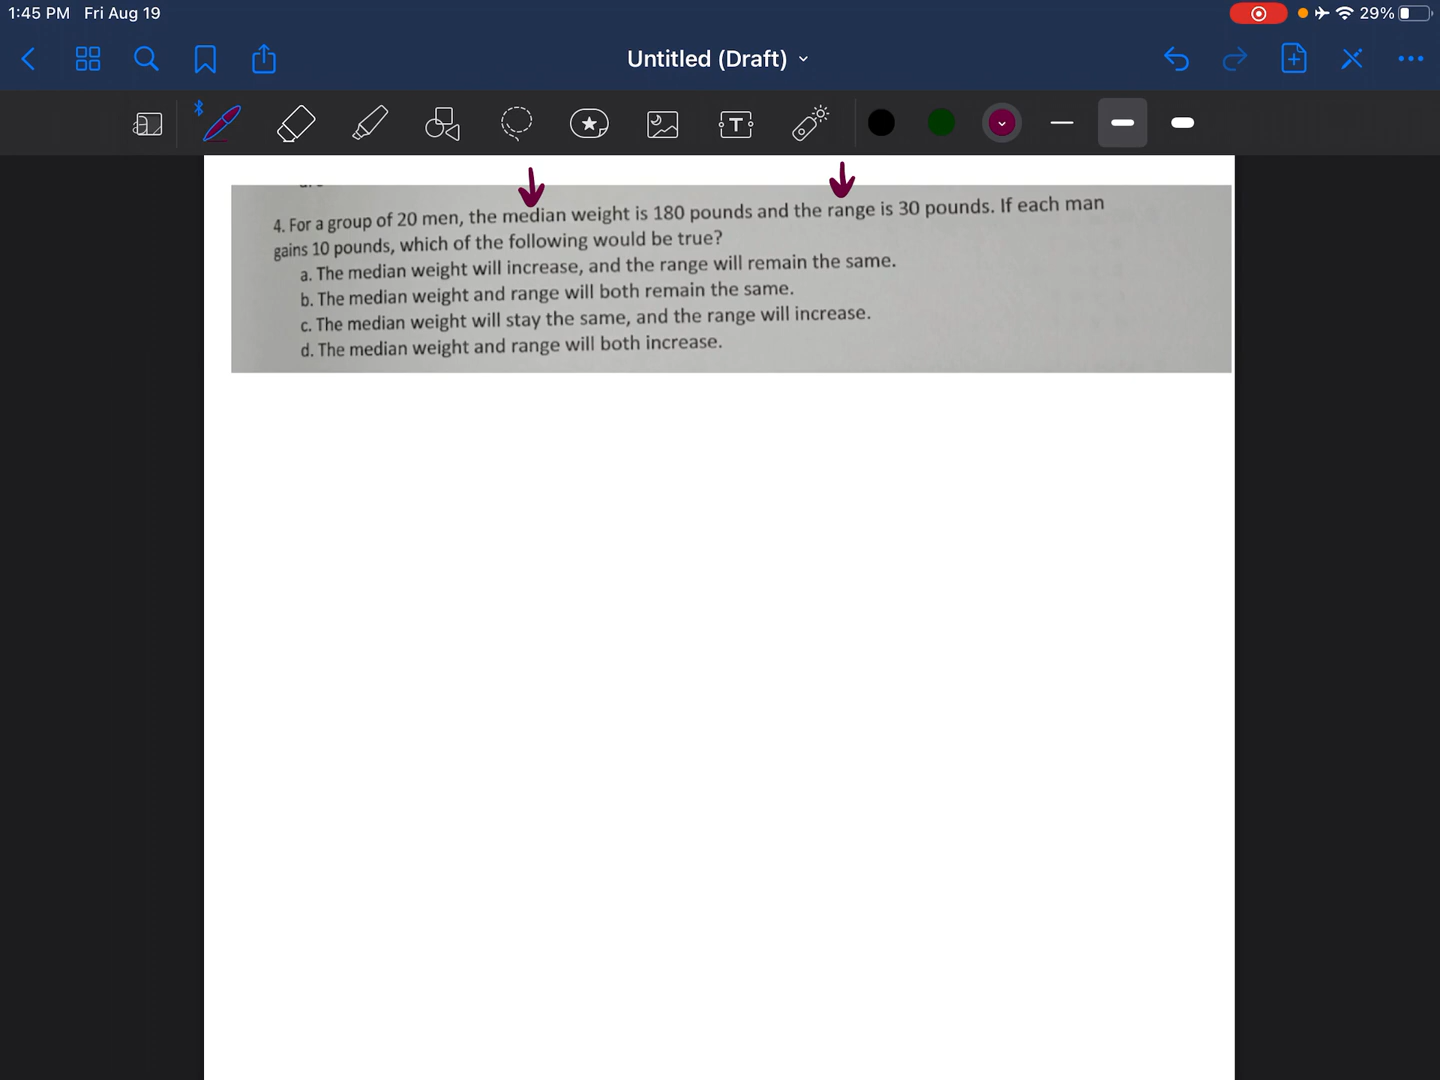 1:45 PM Fri Aug 19
29%
Untitled (Draft)
4. For a group of 20 men, the median weight is 180 pounds and the range is 30 pounds. If each man
gains 10 pounds, which of the following would be true?
a. The median weight will increase, and the range will remain the same.
b. The median weight and range will both remain the same.
c. The median weight will stay the same, and the range will increase.
d. The median weight and range will both increase.